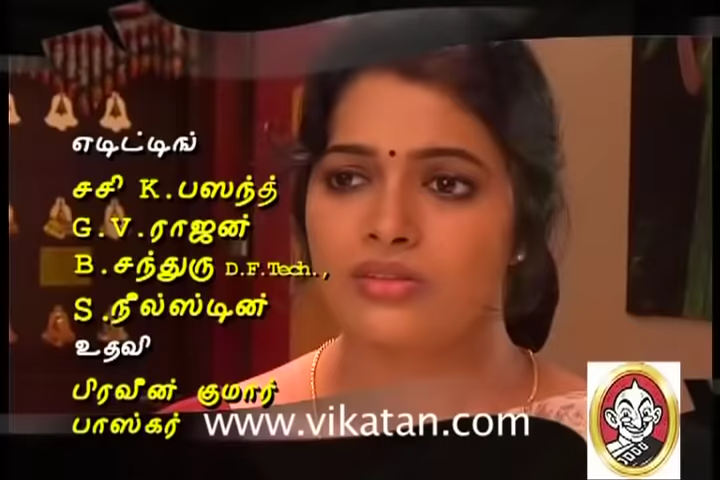 எடிட்டிங்
சசி K.பஸந்த்
G.V.ராஜன்
B.சந்துரு D.F.Tech.,
S.நீல்ஸ்டின்
உதவி
பிரவீன் குமார்
பாஸ்கர்
www.vikatan.com